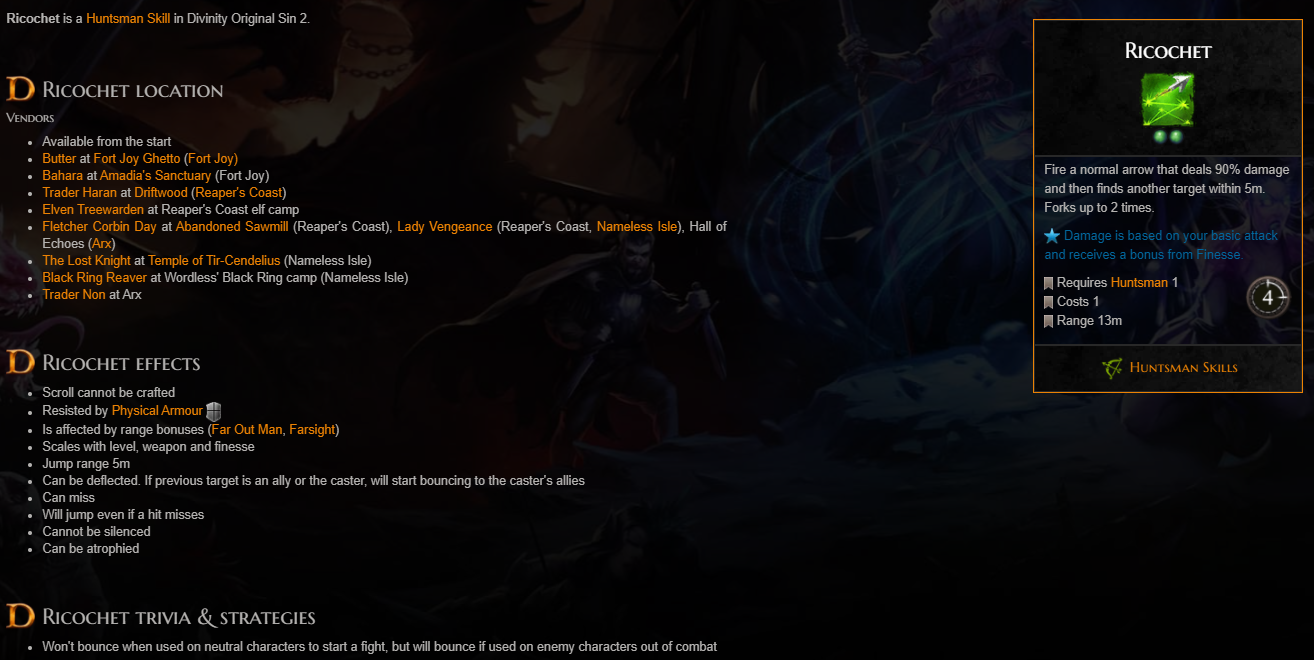 Ricochet is a Huntsman Skill in Divinity Original Sin 2.
Ricochet location
Vendors
Available from the start
Butter at Fort Joy Ghetto (Fort Joy)
Bahara at Amadia's Sanctuary (Fort Joy)
Trader Haran at Driftwood (Reaper's Coast)
Elven Treewarden at Reaper's Coast elf camp
Fletcher Corbin Day at Abandoned Sawmill (Reaper's Coast), Lady Vengeance (Reaper's Coast, Nameless Isle), Hall of
Echoes (Arx)
The Lost Knight at Temple of Tir-Cendelius (Nameless Isle)
Black Ring Reaver at Wordless' Black Ring camp (Nameless Isle)
Trader Non at Arx
Ricochet effects
Scroll cannot be crafted
Resisted by Physical Armour
Is affected by range bonuses (Far Out Man, Farsight)
Scales with level, weapon and finesse
Jump range 5m
Can be deflected. If previous target is an ally or the caster, will start bouncing to the caster's allies
Can miss
Will jump even if a hit misses
Cannot be silenced
Can be atrophied
Ricochet trivia & strategies
Won't bounce when used on neutral characters to start a fight, but will bounce if used on enemy characters out of combat
Ricochet
Fire a normal arrow that deals 90% damage
and then finds another target within 5m.
Forks up to 2 times.
Damage is based on your basic attack
and receives a bonus from Finesse.
Requires Huntsman 1
Costs 1
Range 13m
4
Huntsman Skills